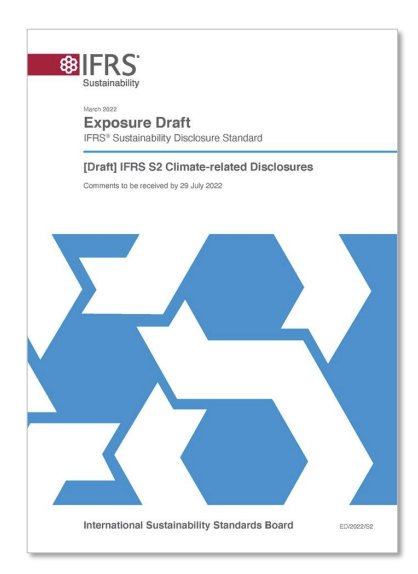 IFRS®
Sustainability
March 2022
Exposure Draft
IFRS® Sustainability Disclosure Standard
[Draft] IFRS S2 Climate-related Disclosures
Comments to be received by 29 July 2022
International Sustainability Standards Board
ED/2022/S2